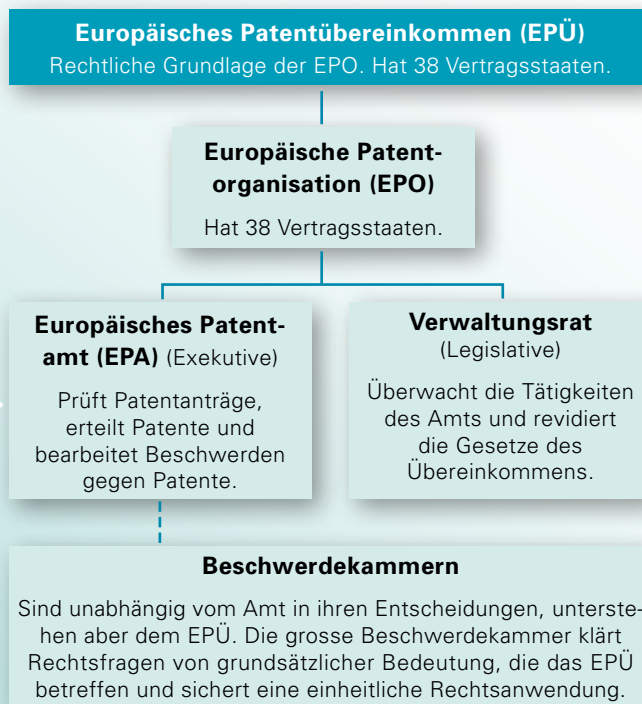 Europäisches Patentübereinkommen (EPÜ)
Rechtliche Grundlage der EPO. Hat 38 Vertragsstaaten.
Europäische Patent-
organisation (EPO)
Hat 38 Vertragsstaaten.
Europäisches Patent-
amt (EPA) (Exekutive)
Prüft Patentanträge,
erteilt Patente und
bearbeitet Beschwerden
gegen Patente.
Verwaltungsrat
(Legislative)
Überwacht die Tätigkeiten
des Amts und revidiert
die Gesetze des
Übereinkommens.
Beschwerdekammern
Sind unabhängig vom Amt in ihren Entscheidungen, unterste-
hen aber dem EPÜ. Die grosse Beschwerdekammer klärt
Rechtsfragen von grundsätzlicher Bedeutung, die das EPÜ
betreffen und sichert eine einheitliche Rechtsanwendung.